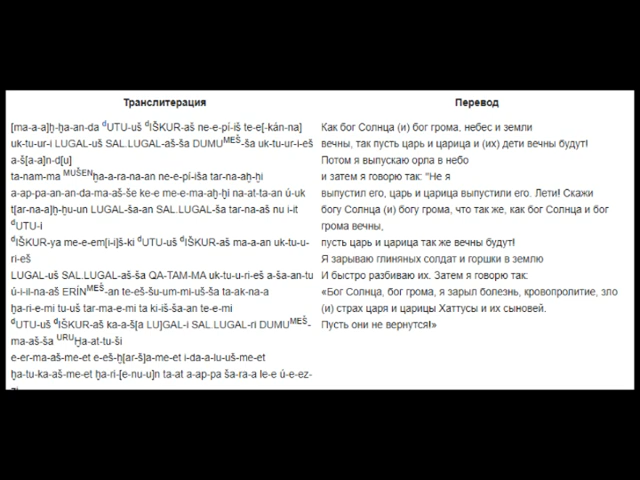 Транслитерация
[ma-a-a]ḫ-ḫa-an-da ᵈUTU-uš ᵈIŠKUR-aš ne-e-pí-iš te-e[-kán-na]
uk-tu-ur-i LUGAL-uš SAL.LUGAL-aš-ša DUMUᴹᴱŠ-ša uk-tu-ur-i-eš
a-š[a-a]n-d[u]
ta-nam-ma ᴹᵁŠᴱᴺḫa-a-ra-na-an ne-e-pí-iša tar-na-aḫ-ḫi
a-ap-pa-an-an-da-ma-aš-še ke-e me-e-ma-aḫ-ḫi na-at-ta-an ú-uk
t[ar-na-a]ḫ-ḫu-un LUGAL-ša-an SAL.LUGAL-ša tar-na-aš nu i-it
ᵈUTU-i
ᵈIŠKUR-ya me-e-em[i-i]š-ki ᵈUTU-uš ᵈIŠKUR-aš ma-a-an uk-tu-u-
ri-eš
LUGAL-uš SAL.LUGAL-aš-ša QA-TAM-MA uk-tu-u-ri-eš a-ša-an-tu
ú-i-il-na-aš ERÍNᴹᴱŠ-an te-eš-šu-um-mi-uš-ša ta-ak-na-a
ḫa-ri-e-mi tu-uš tar-ma-e-mi ta ki-iš-ša-an te-e-mi
ᵈUTU-uš ᵈIŠKUR-aš ka-a-š[a LU]GAL-i SAL.LUGAL-ri DUMUᴹᴱŠ-
ma-aš-ša ᵁᴿᵁḪa-at-tu-ši
e-er-ma-aš-me-et e-eš-ḫ[ar-š]a-me-et i-da-a-lu-uš-me-et
ḫa-tu-ka-aš-me-et ḫa-ri-[e-nu-u]n ta-at a-ap-pa ša-ra-a le-e ú-e-ez-
Перевод
Как бог Солнца (и) бог грома, небес и земли
вечны, так пусть царь и царица и (их) дети вечны будут!
Потом я выпускаю орла в небо
и затем я говорю так: "Не я
выпустил его, царь и царица выпустили его. Лети! Скажи
богу Солнца (и) богу грома, что так же, как бог Солнца и бог
грома вечны,
пусть царь и царица так же вечны будут!
Я зарываю глиняных солдат и горшки в землю
И быстро разбиваю их. Затем я говорю так:
«Бог Солнца, бог грома, я зарыл болезнь, кровопролитие, зло
(и) страх царя и царицы Хаттусы и их сыновей.
Пусть они не вернутся!»